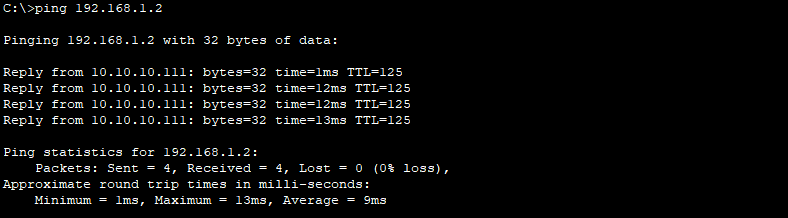 C:\>ping 192.168.1.2
Pinging 192.168.1.2 with 32 bytes of data:
Reply from 10.10.10.111: bytes=32 time=1ms TTL=125
Reply from 10.10.10.111: bytes=32 time=12ms TTL=125
Reply from 10.10.10.111: bytes=32 time=12ms TTL=125
Reply from 10.10.10.111: bytes=32 time=13ms TTL=125
Ping statistics for 192.168.1.2:
    Packets: Sent = 4, Received = 4, Lost = 0 (0% loss),
Approximate round trip times in milli-seconds:
    Minimum = 1ms, Maximum = 13ms, Average = 9ms